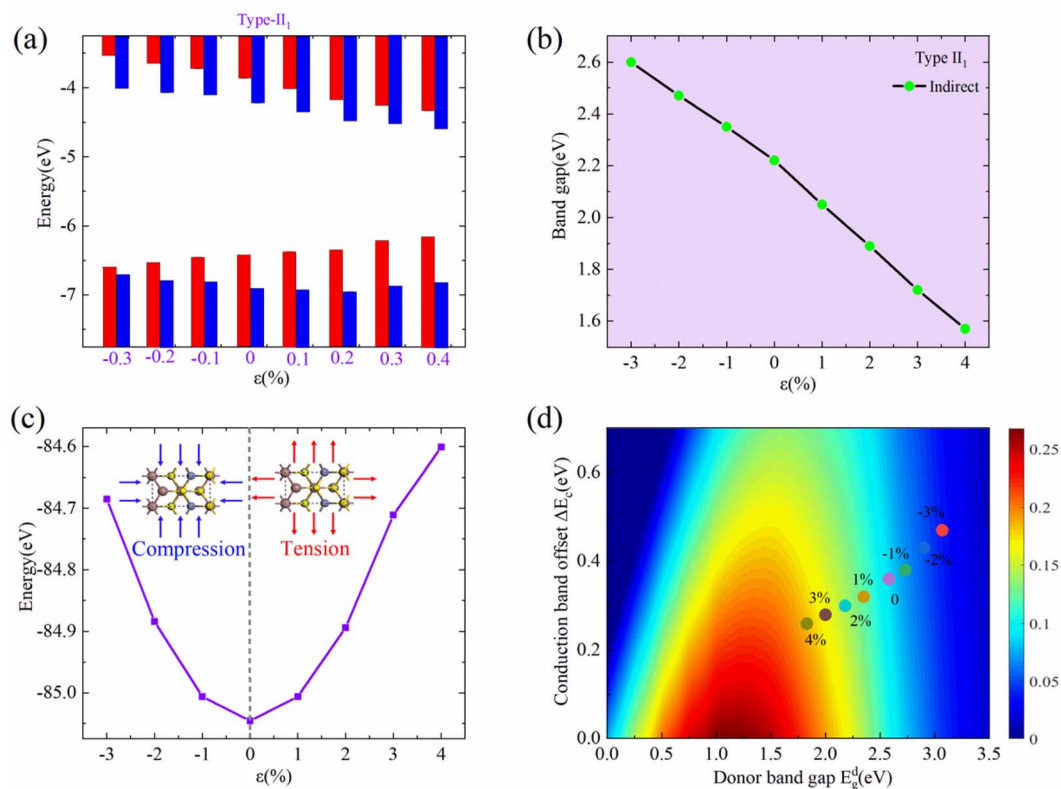 (a)
Type-II₁
Energy(eV)
-4
-5
-6
-7
-0.3 -0.2 -0.1 0 0.1 0.2 0.3 0.4
ε(%)
(b)
Type II₁
Indirect
Band gap(eV)
2.6
2.4
2.2
2.0
1.8
1.6
-3 -2 -1 0 1 2 3 4
ε(%)
(c)
Energy(eV)
-84.6
-84.7
-84.8
-84.9
-85.0
Compression
Tension
-3 -2 -1 0 1 2 3 4
ε(%)
(d)
Conduction band offset ΔE_c(eV)
0.6
0.4
0.2
0.0
-3%
-2%
-1%
0
1%
2%
3%
4%
0.0 0.5 1.0 1.5 2.0 2.5 3.0 3.5
Donor band gap E_g^d(eV)
0.25
0.2
0.15
0.1
0.05
0